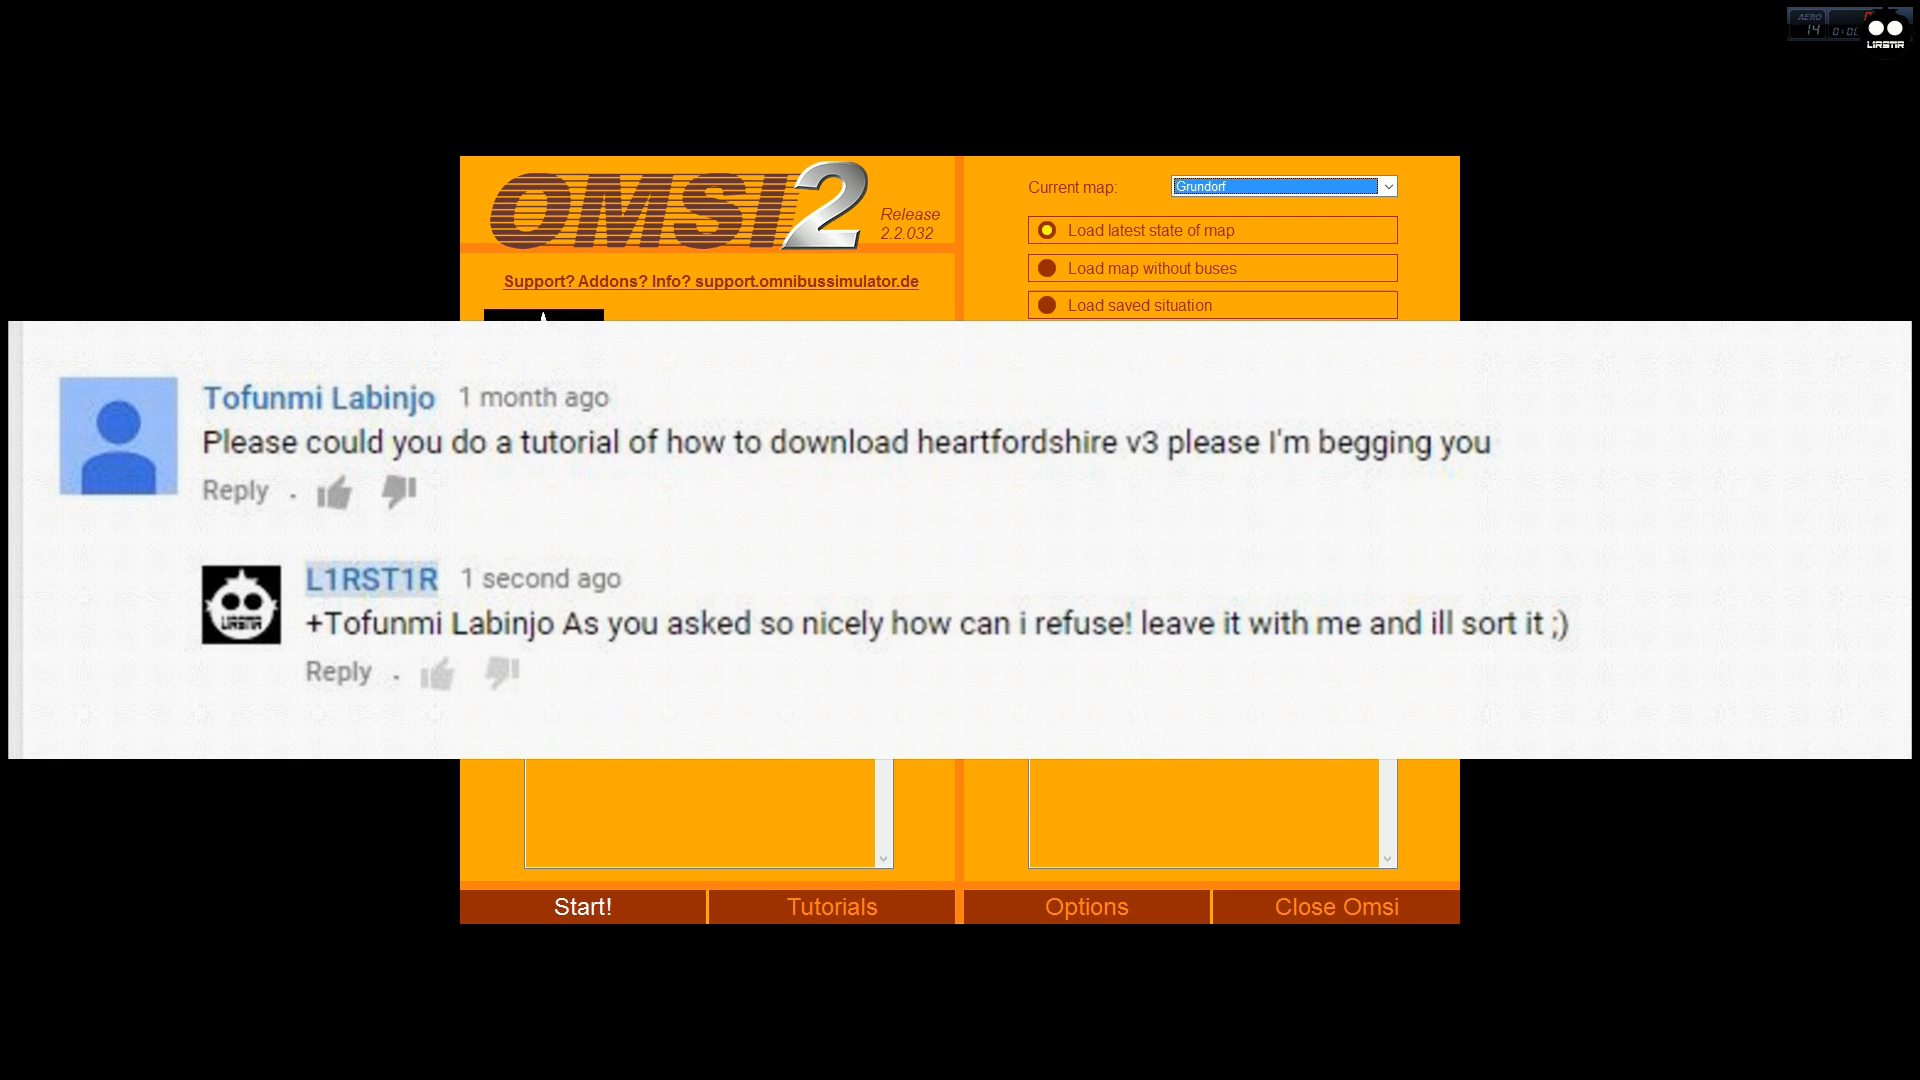 AERO
14
L1RST1R
OMSI 2
Release
2.2.032
Support? Addons? Info? support.omnibussimulator.de
Current map:
Grundorf
Load latest state of map
Load map without buses
Load saved situation
Tofunmi Labinjo 1 month ago
Please could you do a tutorial of how to download heartfordshire v3 please I'm begging you
Reply .
L1RST1R 1 second ago
+Tofunmi Labinjo As you asked so nicely how can i refuse! leave it with me and ill sort it ;)
Reply .
Start!
Tutorials
Options
Close Omsi